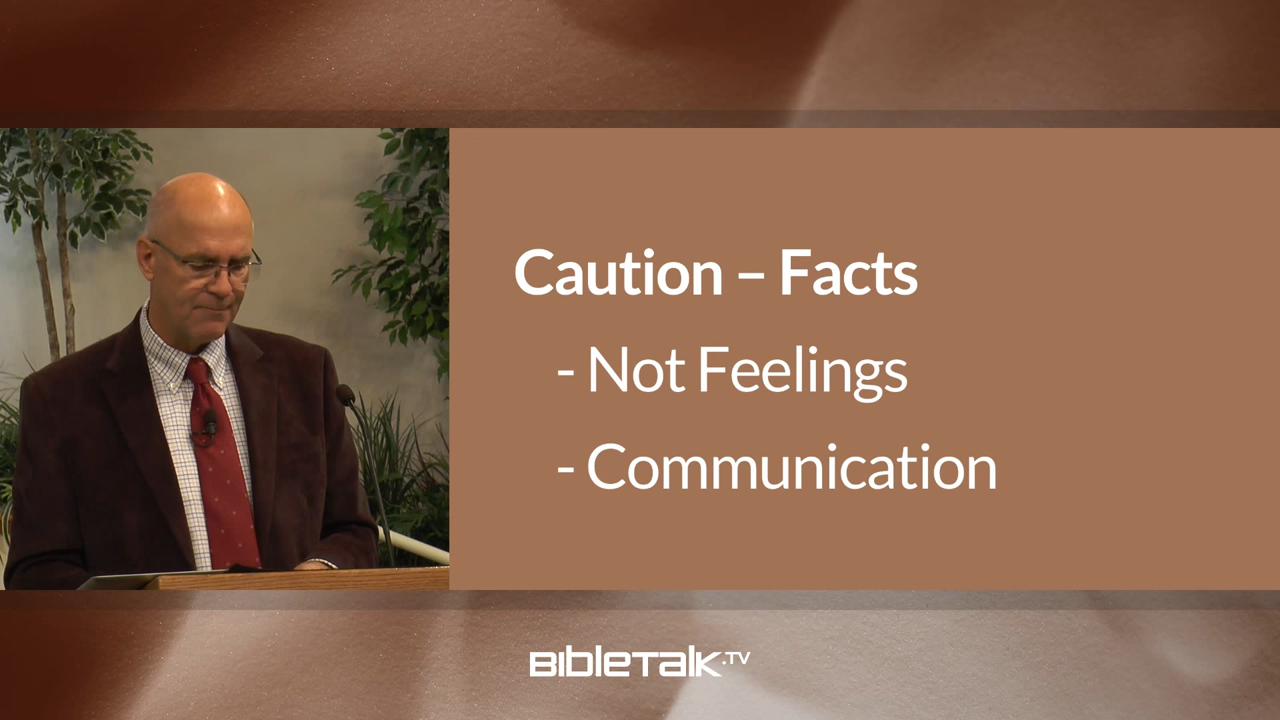 Caution – Facts
- Not Feelings
- Communication
BibleTalk.TV